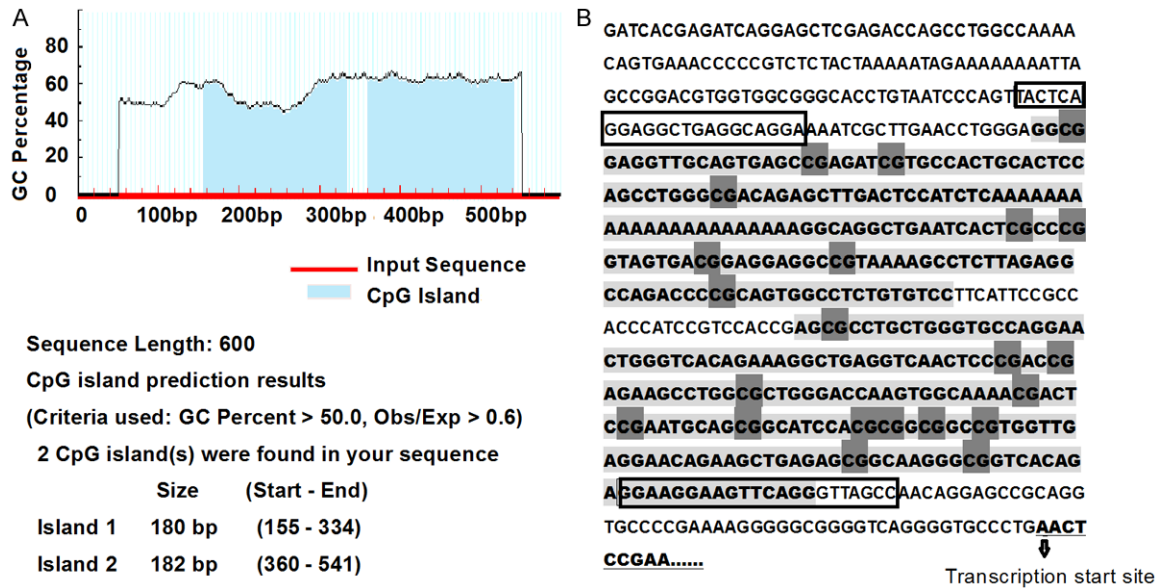 A
GC Percentage
80
60
40
20
0
0 100bp 200bp 300bp 400bp 500bp
Input Sequence
CpG Island
Sequence Length: 600
CpG island prediction results
(Criteria used: GC Percent > 50.0, Obs/Exp > 0.6)
2 CpG island(s) were found in your sequence
Size (Start - End)
Island 1 180 bp (155 - 334)
Island 2 182 bp (360 - 541)
B
GATCACGAGATCAGGAGCTCGAGACCAGCCTGGCCAAAA
CAGTGAAACCCCCGTCTCTACTAAAAATAGAAAAAAAAATTA
GCCGGACGTGGTGGCGGGCACCTGTAATCCCAGTTACTCA
GGAGGCTGAGGCAGGAAAATCGCTTGAACCTGGGAGGCG
GAGGTTGCAGTGAGCCGAGATCGTGCCACTGCACTCC
AGCCTGGGCGACAGAGCTTGACTCCATCTCAAAAAAA
AAAAAAAAAAAAAAAGGCAGGCTGAATCACTCGCCCG
GTAGTGACGGAGGAGGCCGTAAAAGCCTCTTAGAGG
CCAGACCCCGCAGTGGCCTCTGTGTCCTTCATTCCGCC
ACCCATCCGTCCACCGAGCGCCTGCTGGGTGCCAGGAA
CTGGGTCACAGAAAGGCTGAGGTCAACTCCCGACCG
AGAAGCCTGGCGCTGGGACCAAGTGGCAAAACGACT
CCGAATGCAGCGGCATCCACGCGGCGGCCGTGGTTG
AGGAACAGAAGCTGAGAGCGGCAAGGGCGGTCACAG
AGGAAGGAAGTTCAGGGTTAGCCAACAGGAGCCGCAGG
TGCCCCGAAAAGGGGGCGGGGTCAGGGGTGCCCTGAACT
CCGAA......
Transcription start site